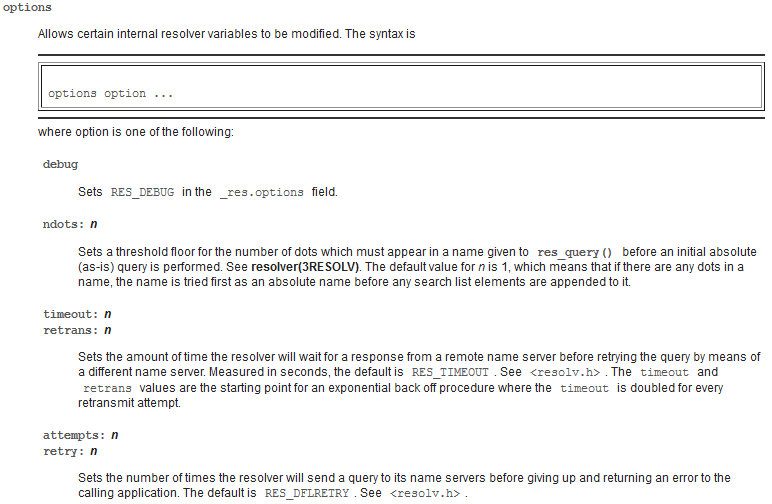 options
Allows certain internal resolver variables to be modified. The syntax is
options option ...
where option is one of the following:
debug
Sets RES_DEBUG in the _res.options field.
ndots: n
Sets a threshold floor for the number of dots which must appear in a name given to res_query() before an initial absolute
(as-is) query is performed. See resolver(3RESOLV). The default value for n is 1, which means that if there are any dots in a
name, the name is tried first as an absolute name before any search list elements are appended to it.
timeout: n
retrans: n
Sets the amount of time the resolver will wait for a response from a remote name server before retrying the query by means of
a different name server. Measured in seconds, the default is RES_TIMEOUT . See <resolv.h> . The timeout and
retrans values are the starting point for an exponential back off procedure where the timeout is doubled for every
retransmit attempt.
attempts: n
retry: n
Sets the number of times the resolver will send a query to its name servers before giving up and returning an error to the
calling application. The default is RES_DFLRETRY . See <resolv.h> .